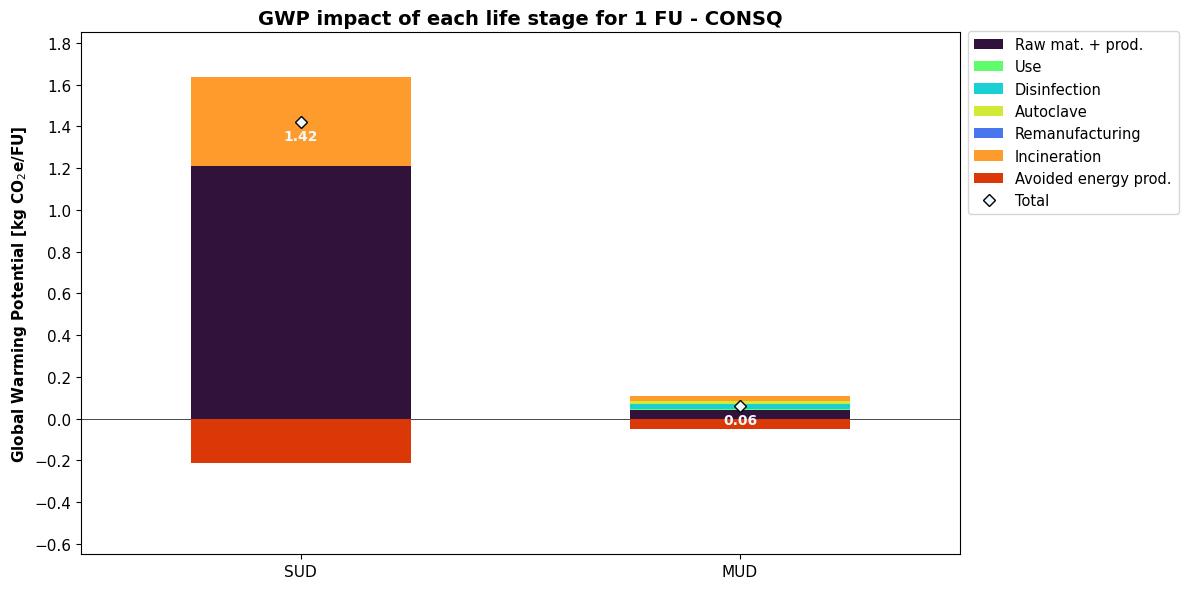 GWP impact of each life stage for 1 FU - CONSQ
Global Warming Potential [kg CO₂e/FU]
1.8
1.6
1.4
1.2
1.0
0.8
0.6
0.4
0.2
0.0
−0.2
−0.4
−0.6
1.42
0.06
SUD
MUD
Raw mat. + prod.
Use
Disinfection
Autoclave
Remanufacturing
Incineration
Avoided energy prod.
Total